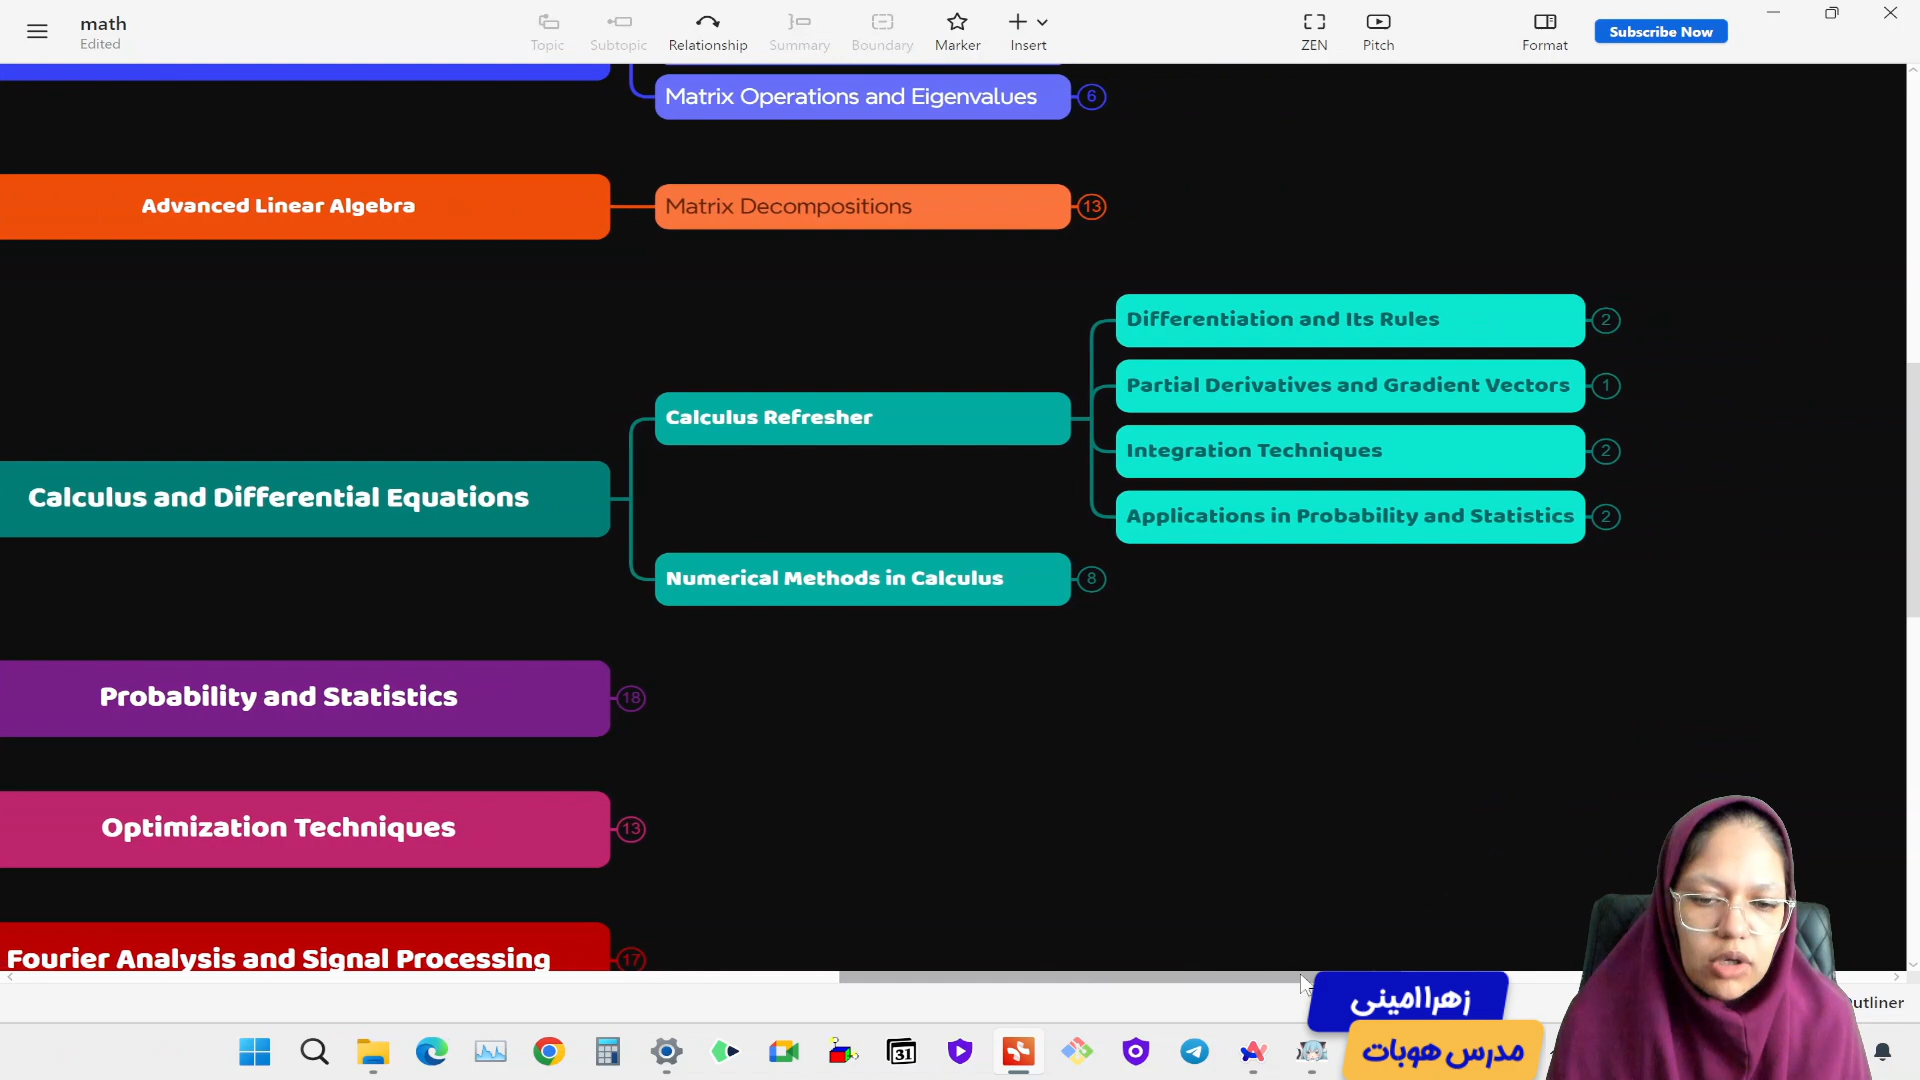 math
Edited
Topic
Subtopic
Relationship
Summary
Boundary
Marker
Insert
ZEN
Pitch
Format
Subscribe Now
Matrix Operations and Eigenvalues
6
Advanced Linear Algebra
Matrix Decompositions
13
Differentiation and Its Rules
2
Partial Derivatives and Gradient Vectors
1
Calculus Refresher
Integration Techniques
2
Calculus and Differential Equations
Applications in Probability and Statistics
2
Numerical Methods in Calculus
8
Probability and Statistics
18
Optimization Techniques
13
Fourier Analysis and Signal Processing
17
زهرا امینی
utliner
31
مدرس هوبات